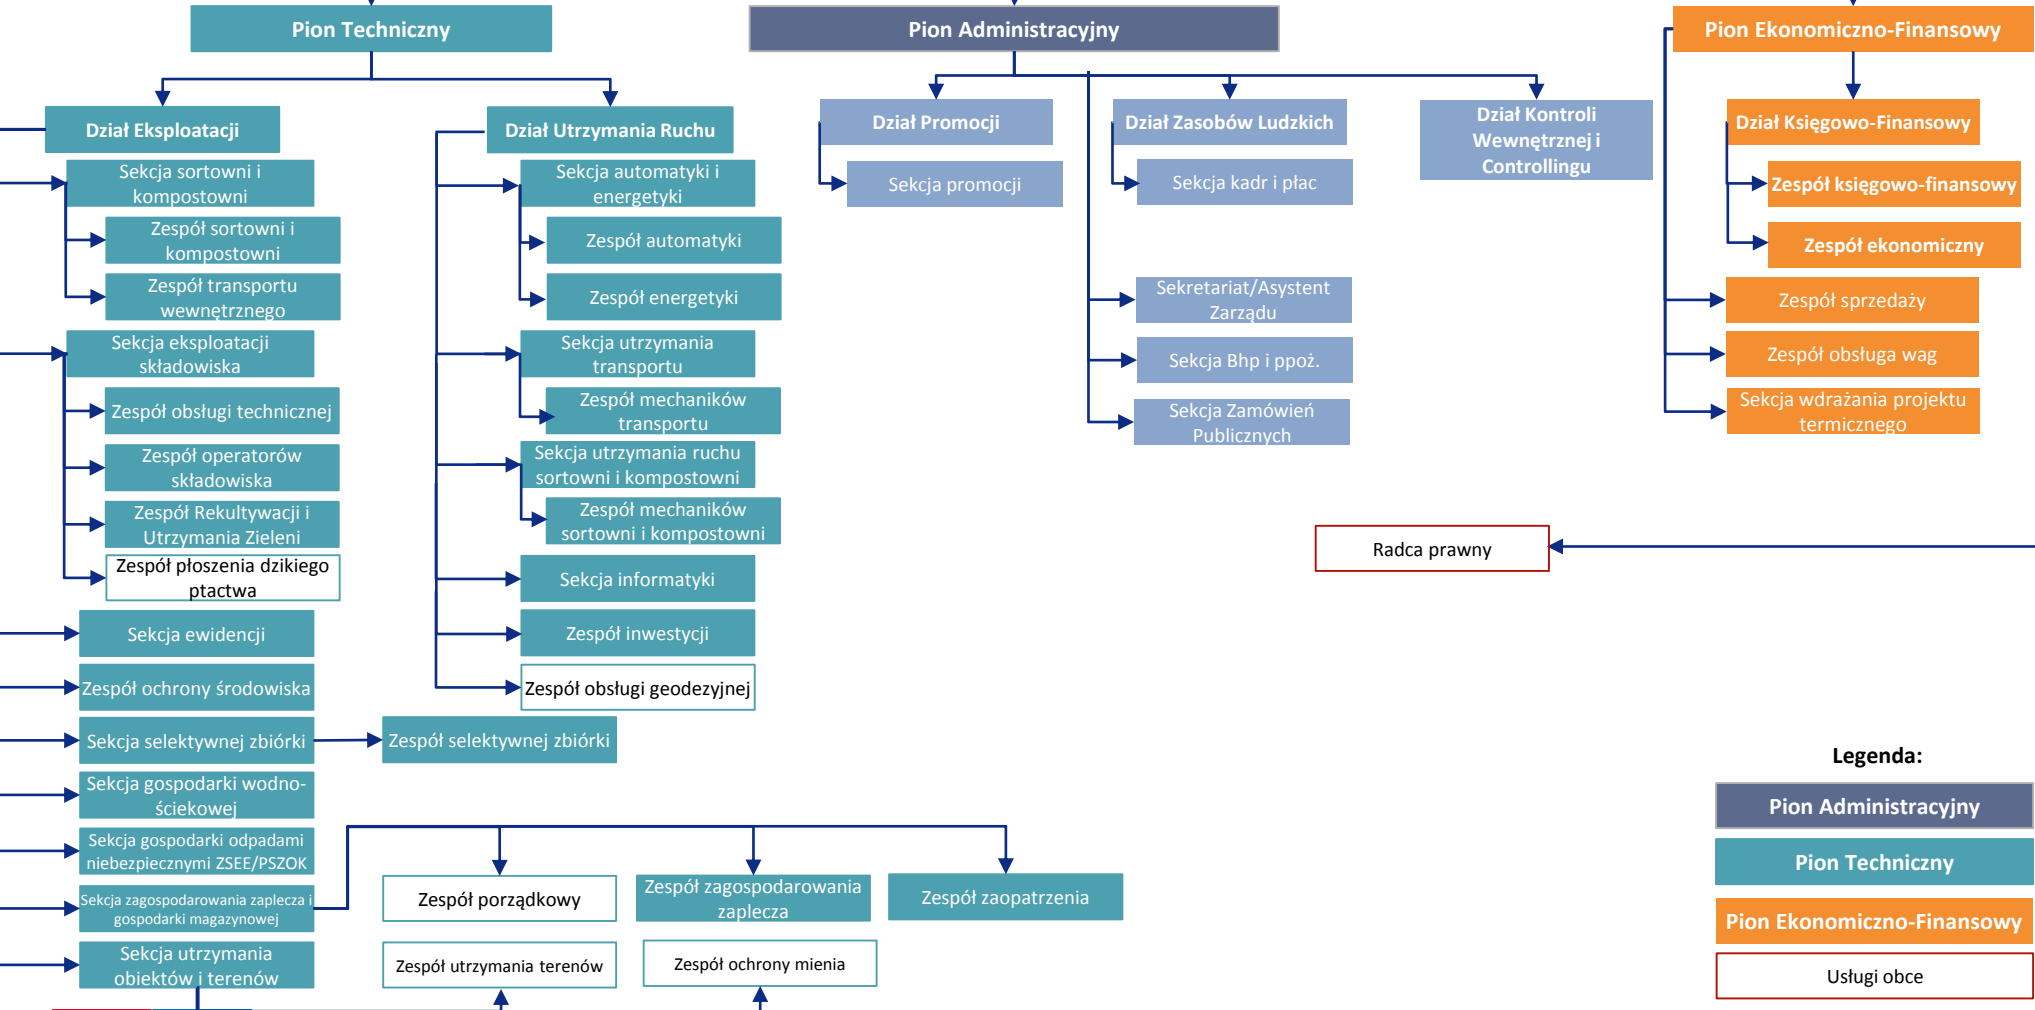 Pion Techniczny
Pion Administracyjny
Pion Ekonomiczno-Finansowy
Dział Eksploatacji
Sekcja sortowni i
kompostowni
Zespół sortowni i
kompostowni
Zespół transportu
wewnętrznego
Sekcja eksploatacji
składowiska
Zespół obsługi technicznej
Zespół operatorów
składowiska
Zespół Rekultywacji i
Utrzymania Zieleni
Zespół płoszenia dzikiego
ptactwa
Sekcja ewidencji
Zespół ochrony środowiska
Sekcja selektywnej zbiórki
Zespół selektywnej zbiórki
Sekcja gospodarki wodno-
ściekowej
Sekcja gospodarki odpadami
niebezpiecznymi ZSEE/PSZOK
Sekcja zagospodarowania zaplecza i
gospodarki magazynowej
Zespół porządkowy
Zespół zagospodarowania
zaplecza
Zespół zaopatrzenia
Sekcja utrzymania
obiektów i terenów
Zespół utrzymania terenów
Zespół ochrony mienia
Dział Utrzymania Ruchu
Sekcja automatyki i
energetyki
Zespół automatyki
Zespół energetyki
Sekcja utrzymania
transportu
Zespół mechaników
transportu
Sekcja utrzymania ruchu
sortowni i kompostowni
Zespół mechaników
sortowni i kompostowni
Sekcja informatyki
Zespół inwestycji
Zespół obsługi geodezyjnej
Dział Promocji
Sekcja promocji
Dział Zasobów Ludzkich
Sekcja kadr i płac
Sekretariat/Asystent
Zarządu
Sekcja Bhp i ppoż.
Sekcja Zamówień
Publicznych
Dział Kontroli
Wewnętrznej i
Controllingu
Dział Księgowo-Finansowy
Zespół księgowo-finansowy
Zespół ekonomiczny
Zespół sprzedaży
Zespół obsługa wag
Sekcja wdrażania projektu
termicznego
Radca prawny
Legenda:
Pion Administracyjny
Pion Techniczny
Pion Ekonomiczno-Finansowy
Usługi obce